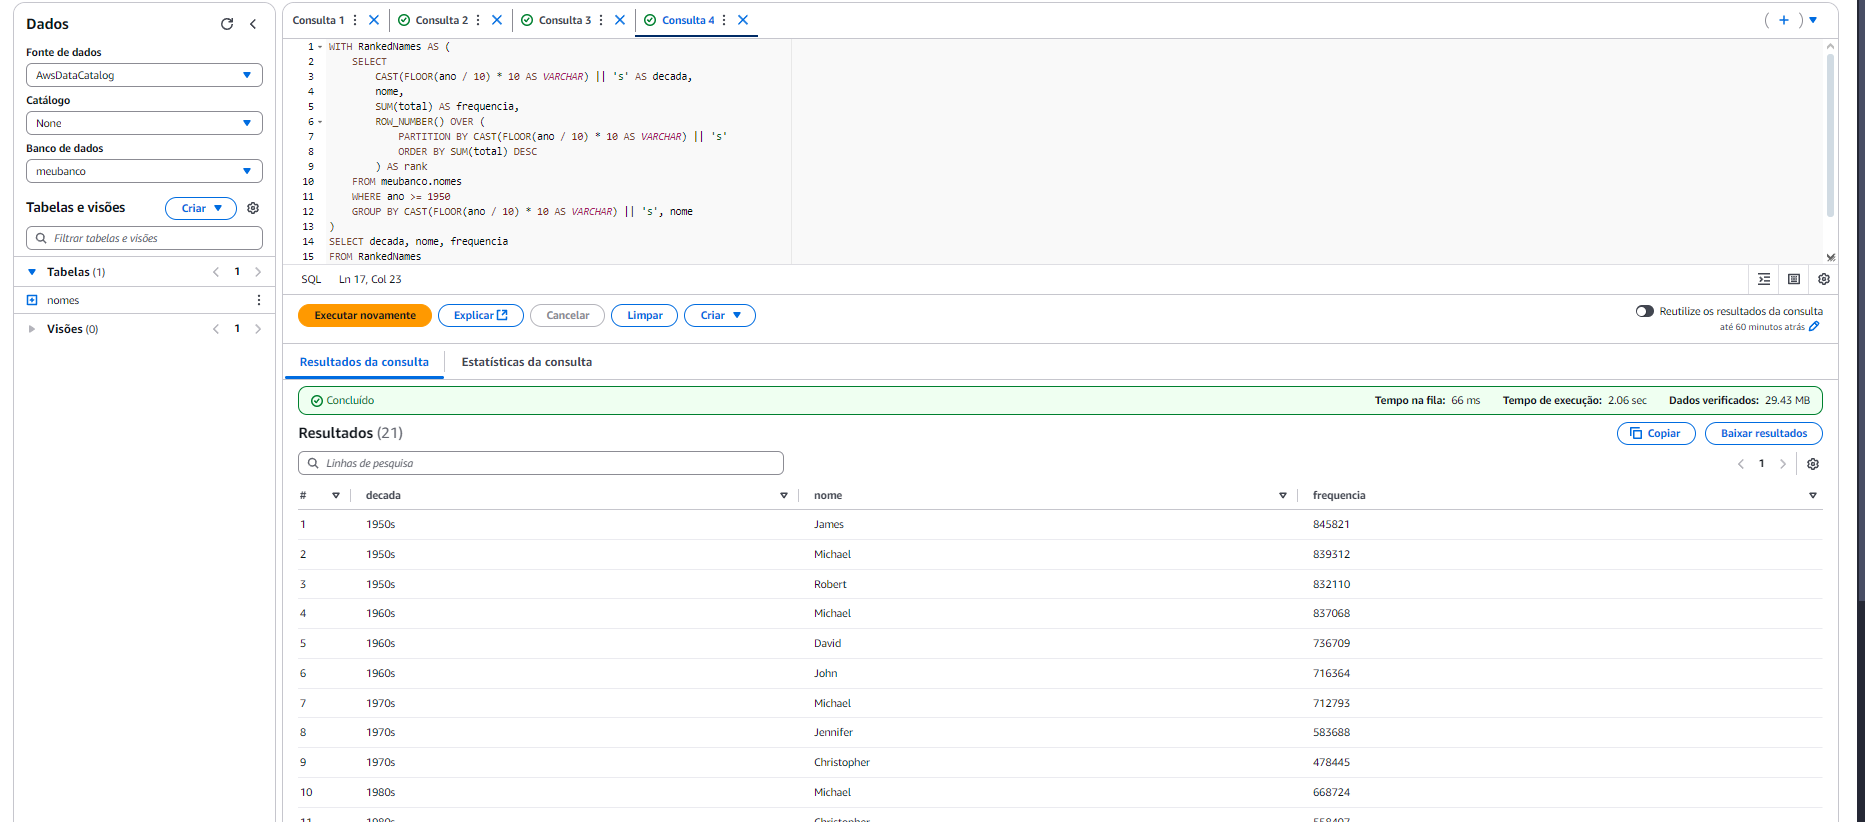 Dados
Fonte de dados
AwsDataCatalog
Catálogo
None
Banco de dados
meubanco
Tabelas e visões
Criar
Filtrar tabelas e visões
Tabelas (1)
1
nomes
Visões (0)
1
Consulta 1
Consulta 2
Consulta 3
Consulta 4
1 WITH RankedNames AS (
2 SELECT
3 CAST(FLOOR(ano / 10) * 10 AS VARCHAR) || 's' AS decada,
4 nome,
5 SUM(total) AS frequencia,
6 ROW_NUMBER() OVER (
7 PARTITION BY CAST(FLOOR(ano / 10) * 10 AS VARCHAR) || 's'
8 ORDER BY SUM(total) DESC
9 ) AS rank
10 FROM meubanco.nomes
11 WHERE ano >= 1950
12 GROUP BY CAST(FLOOR(ano / 10) * 10 AS VARCHAR) || 's', nome
13 )
14 SELECT decada, nome, frequencia
15 FROM RankedNames
SQL Ln 17, Col 23
Executar novamente
Explicar
Cancelar
Limpar
Criar
Reutilize os resultados da consulta
até 60 minutos atrás
Resultados da consulta
Estatísticas da consulta
Concluído
Tempo na fila: 66 ms
Tempo de execução: 2.06 sec
Dados verificados: 29.43 MB
Resultados (21)
Copiar
Baixar resultados
Linhas de pesquisa
1
# decada nome frequencia
1 1950s James 845821
2 1950s Michael 839312
3 1950s Robert 832110
4 1960s Michael 837068
5 1960s David 736709
6 1960s John 716364
7 1970s Michael 712793
8 1970s Jennifer 583688
9 1970s Christopher 478445
10 1980s Michael 668724
11 1980s Christopher